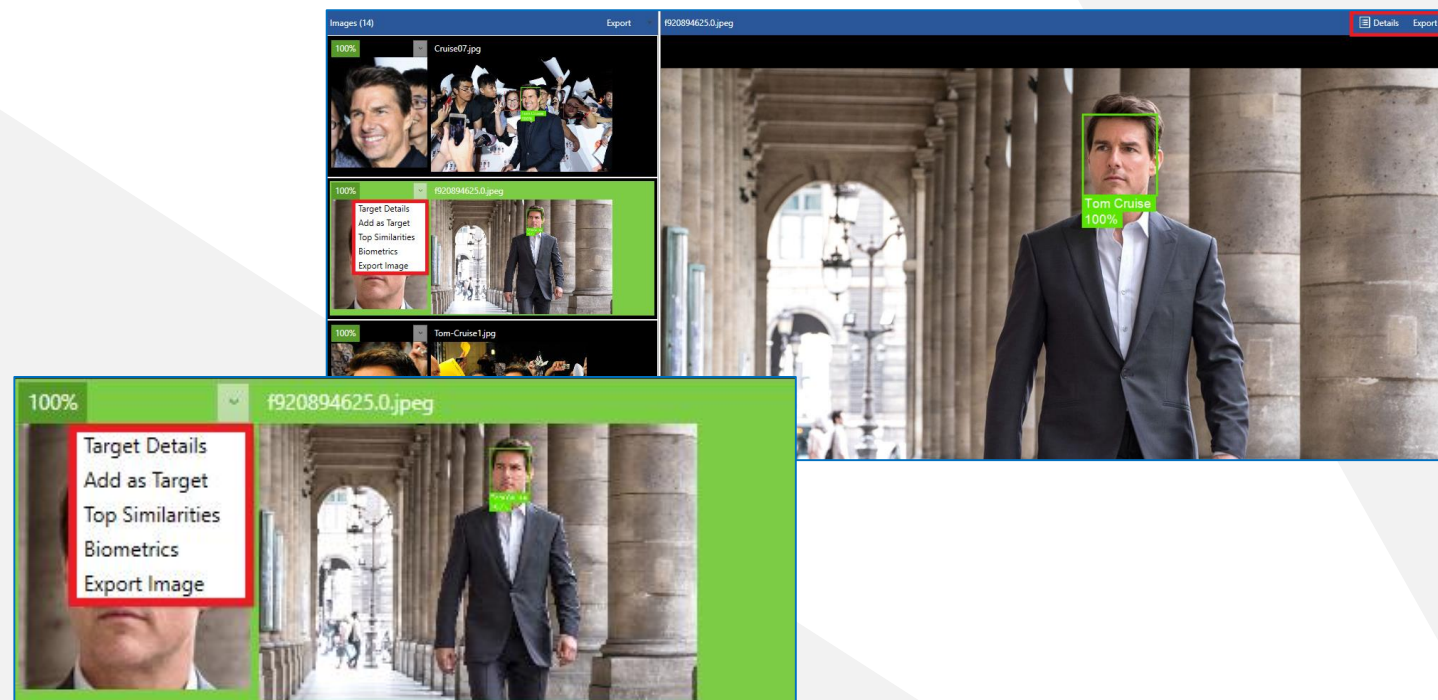 Images (14)
Export
f920894625.0.jpeg
Details
Export
100%
Cruise07.jpg
100%
f920894625.0.jpeg
Target Details
Add as Target
Top Similarities
Biometrics
Export Image
100%
Tom-Cruise1.jpg
Tom Cruise
100%
100%
f920894625.0.jpeg
Target Details
Add as Target
Top Similarities
Biometrics
Export Image